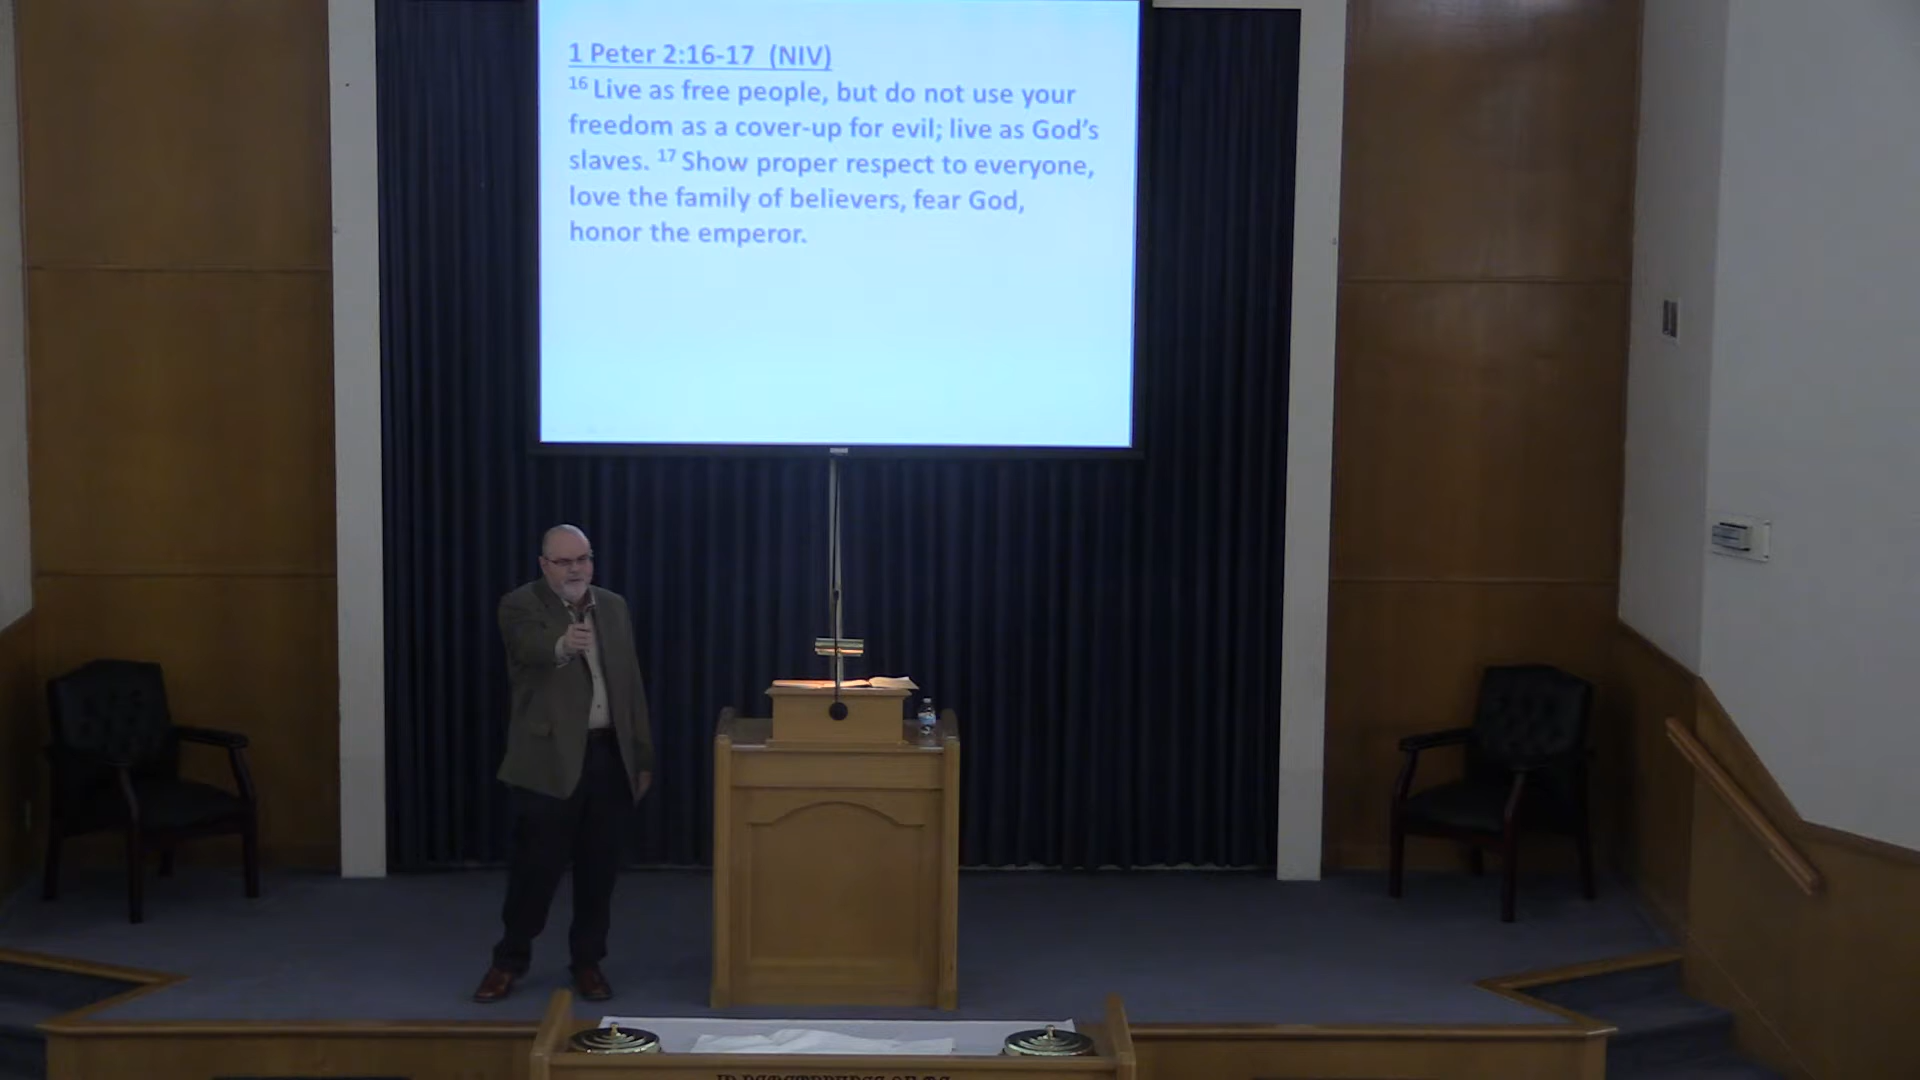 1 Peter 2:16-17 (NIV)
16 Live as free people, but do not use your
freedom as a cover-up for evil; live as God’s
slaves. 17 Show proper respect to everyone,
love the family of believers, fear God,
honor the emperor.